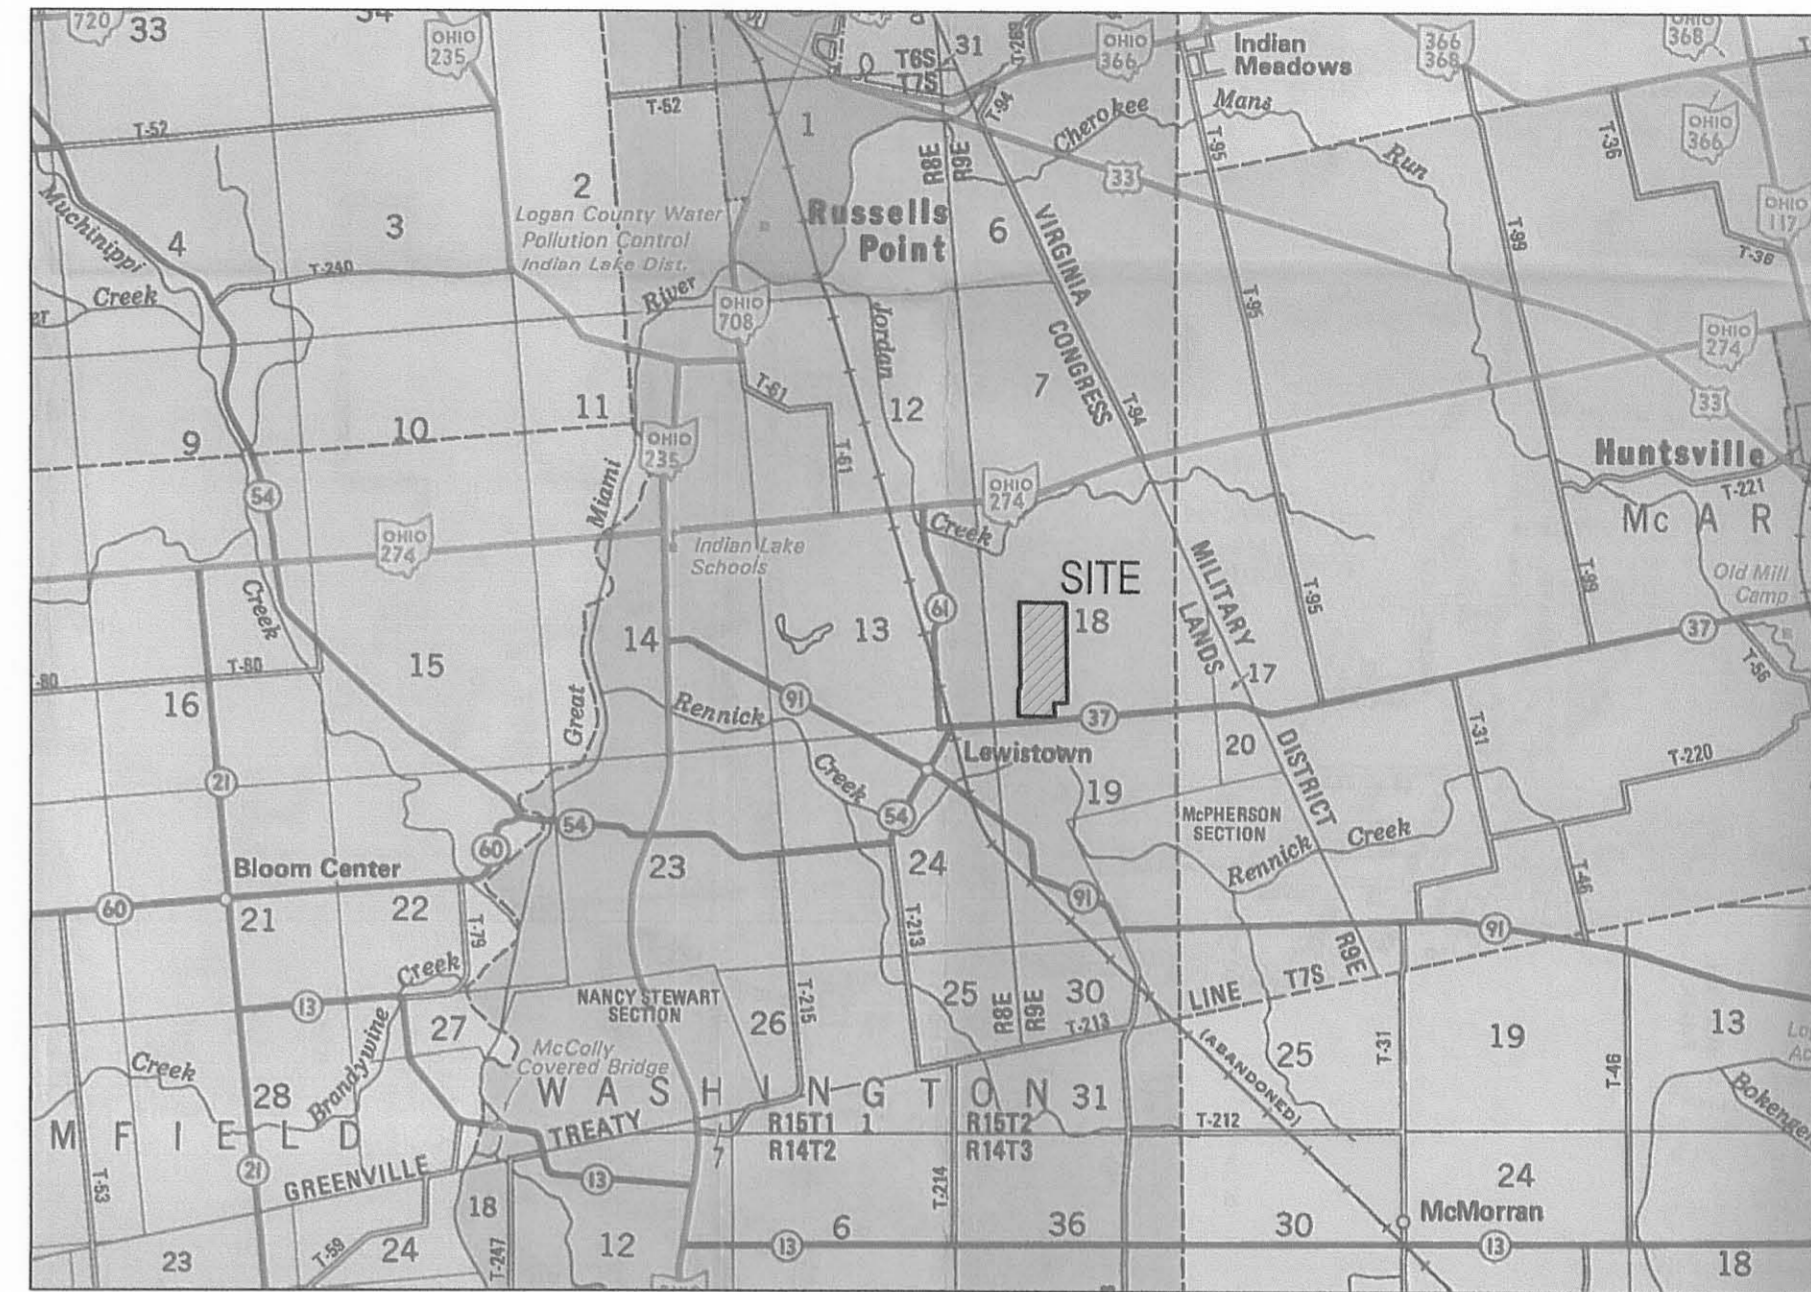 720
33
34
OHIO
235
T-52
T-52
1
T6S
T7S
31
T-269
OHIO
366
T-94
Indian
Meadows
366
368
OHIO
368
OHIO
366
T-36
T-36
OHIO
117
Cherokee
Mans
Run
T-95
T-95
T-99
33
R8E
R9E
Muchinippi
Creek
4
3
2
T-240
Logan County Water
Pollution Control
Indian Lake Dist.
Russells
Point
6
VIRGINIA
MILITARY
DISTRICT
CONGRESS
LANDS
River
OHIO
708
Jordan
Creek
OHIO
274
33
T-61
T-61
12
7
T-94
9
10
11
OHIO
235
54
Miami
Great
OHIO
274
Huntsville
T-221
Mc A R
OHIO
274
Indian Lake
Schools
Creek
SITE
18
Old Mill
Camp
T-99
T-95
37
61
14
13
15
16
T-80
T-80
91
Rennick
Creek
17
T-56
37
Lewistown
20
T-31
T-220
19
McPHERSON
SECTION
Rennick
Creek
21
54
60
54
Bloom Center
60
21
22
23
24
T-79
T-213
91
T-46
91
Creek
13
Brandywine
27
NANCY STEWART
SECTION
26
T-215
25
R8E
R9E
30
T-213
LINE
T7S
R9E
McColly
Covered Bridge
Creek
28
WASHINGTON
31
(ABANDONED)
25
T-31
19
T-46
13
MFIELD
GREENVILLE
TREATY
R15T1
R14T2
1
R15T2
R14T3
T-212
T-53
21
13
7
T-214
24
McMorran
23
T-59
24
18
T-247
12
6
13
36
30
13
18